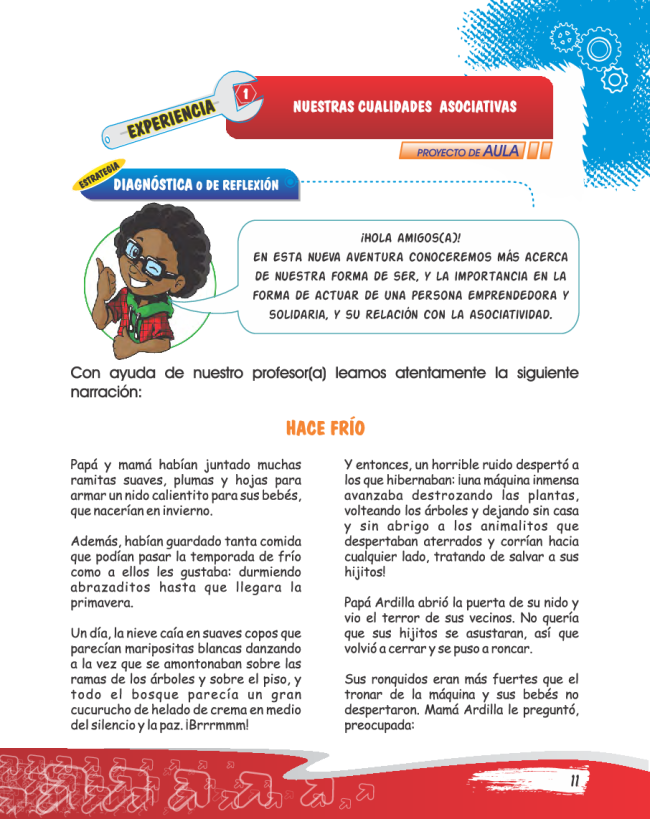 EXPERIENCIA
1
NUESTRAS CUALIDADES ASOCIATIVAS
PROYECTO DE AULA
ESTRATEGIA
DIAGNÓSTICA O DE REFLEXIÓN
¡HOLA AMIGOS(A)!
EN ESTA NUEVA AVENTURA CONOCEREMOS MÁS ACERCA
DE NUESTRA FORMA DE SER, Y LA IMPORTANCIA EN LA
FORMA DE ACTUAR DE UNA PERSONA EMPRENDEDORA Y
SOLIDARIA, Y SU RELACIÓN CON LA ASOCIATIVIDAD.
Con ayuda de nuestro profesor(a) leamos atentamente la siguiente
narración:
HACE FRÍO
Papá y mamá habían juntado muchas
ramitas suaves, plumas y hojas para
armar un nido calientito para sus bebés,
que nacerían en invierno.
Además, habían guardado tanta comida
que podían pasar la temporada de frío
como a ellos les gustaba: durmiendo
abrazaditos hasta que llegara la
primavera.
Un día, la nieve caía en suaves copos que
parecían maripositas blancas danzando
a la vez que se amontonaban sobre las
ramas de los árboles y sobre el piso, y
todo el bosque parecía un gran
cucurucho de helado de crema en medio
del silencio y la paz. ¡Brrrmmm!
Y entonces, un horrible ruido despertó a
los que hibernaban: ¡una máquina inmensa
avanzaba destrozando las plantas,
volteando los árboles y dejando sin casa
y sin abrigo a los animalitos que
despertaban aterrados y corrían hacia
cualquier lado, tratando de salvar a sus
hijitos!
Papá Ardilla abrió la puerta de su nido y
vio el terror de sus vecinos. No quería
que sus hijitos se asustaran, así que
volvió a cerrar y se puso a roncar.
Sus ronquidos eran más fuertes que el
tronar de la máquina y sus bebés no
despertaron. Mamá Ardilla le preguntó,
preocupada:
11